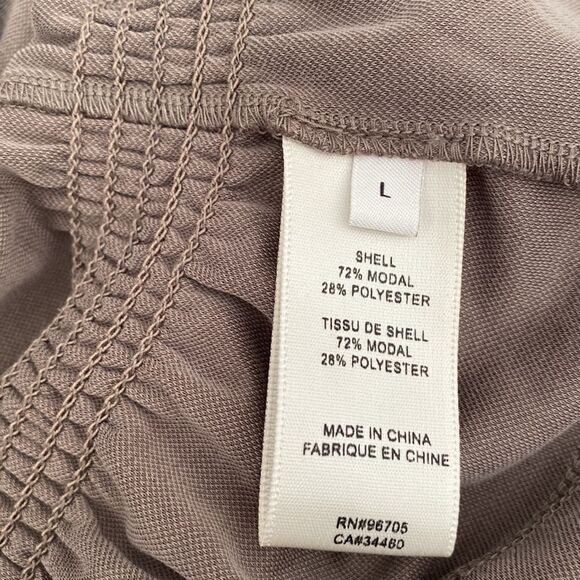 L
SHELL
72% MODAL
28% POLYESTER
TISSU DE SHELL
72% MODAL
28% POLYESTER
MADE IN CHINA
FABRIQUE EN CHINE
RN#96705
CA#34460